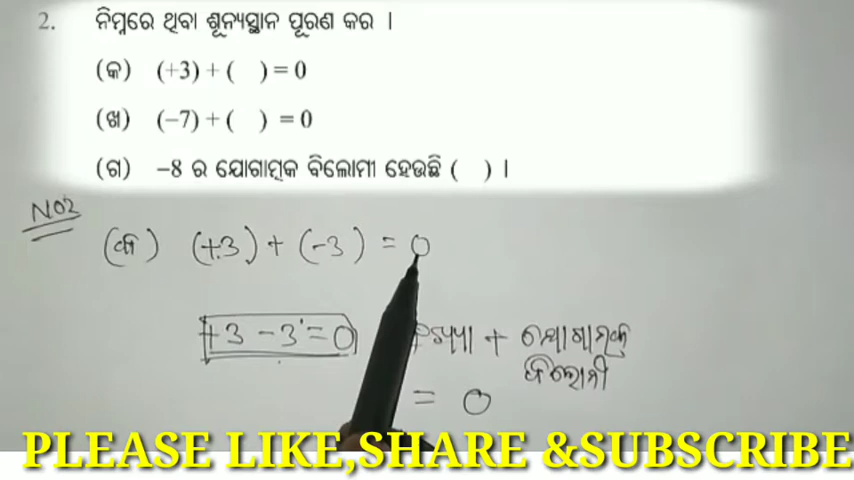 2. ନିମ୍ନରେ ଥିବା ଶୂନ୍ୟସ୍ଥାନ ପୂରଣ କର ।
(କ) (+3) + ( ) = 0
(ଖ) (−7) + ( ) = 0
(ଗ) −8 ର ଯୋଗାତ୍ମକ ବିଲୋମୀ ହେଉଛି ( ) ।
NO2
(କ) (+3) + (-3) = 0
+3 - 3 = 0
+ ଯୋଗାତ୍ମକ
ବିଲୋମୀ
= 0
PLEASE LIKE,SHARE &SUBSCRIBE